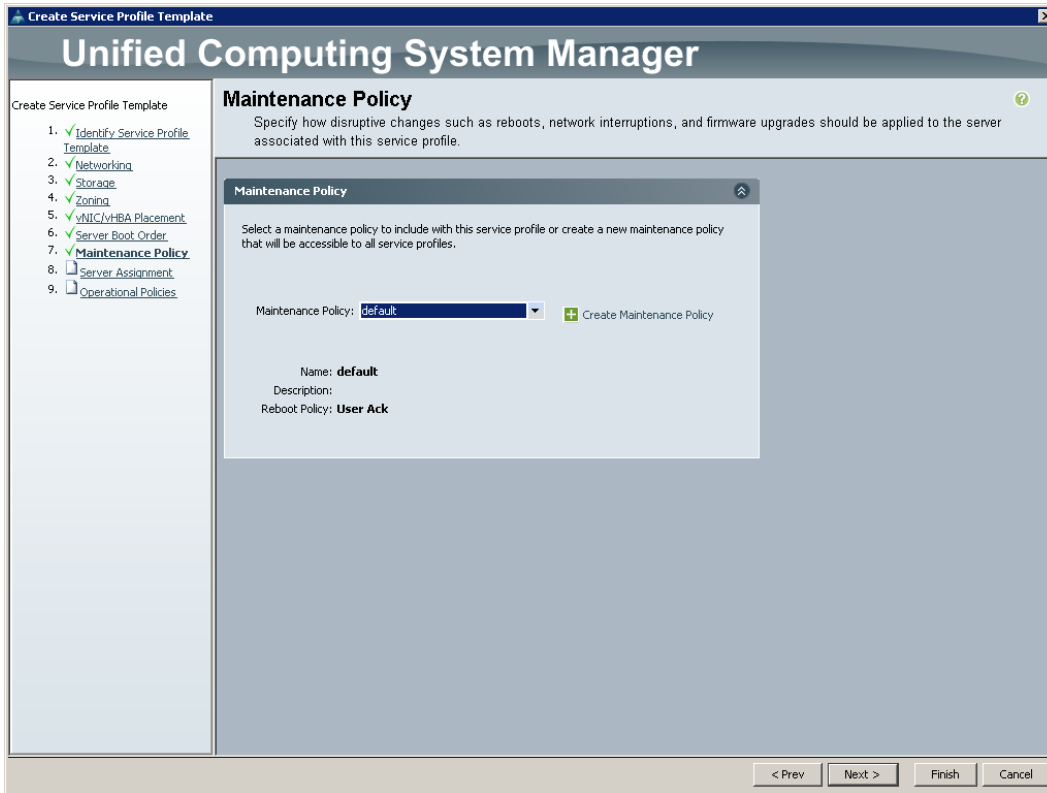 Create Service Profile Template
Unified Computing System Manager
Create Service Profile Template
1. Identify Service Profile
Template
2. Networking
3. Storage
4. Zoning
5. vNIC/vHBA Placement
6. Server Boot Order
7. Maintenance Policy
8. Server Assignment
9. Operational Policies
Maintenance Policy
Specify how disruptive changes such as reboots, network interruptions, and firmware upgrades should be applied to the server
associated with this service profile.
Maintenance Policy
Select a maintenance policy to include with this service profile or create a new maintenance policy
that will be accessible to all service profiles.
Maintenance Policy: default
Create Maintenance Policy
Name: default
Description:
Reboot Policy: User Ack
< Prev
Next >
Finish
Cancel